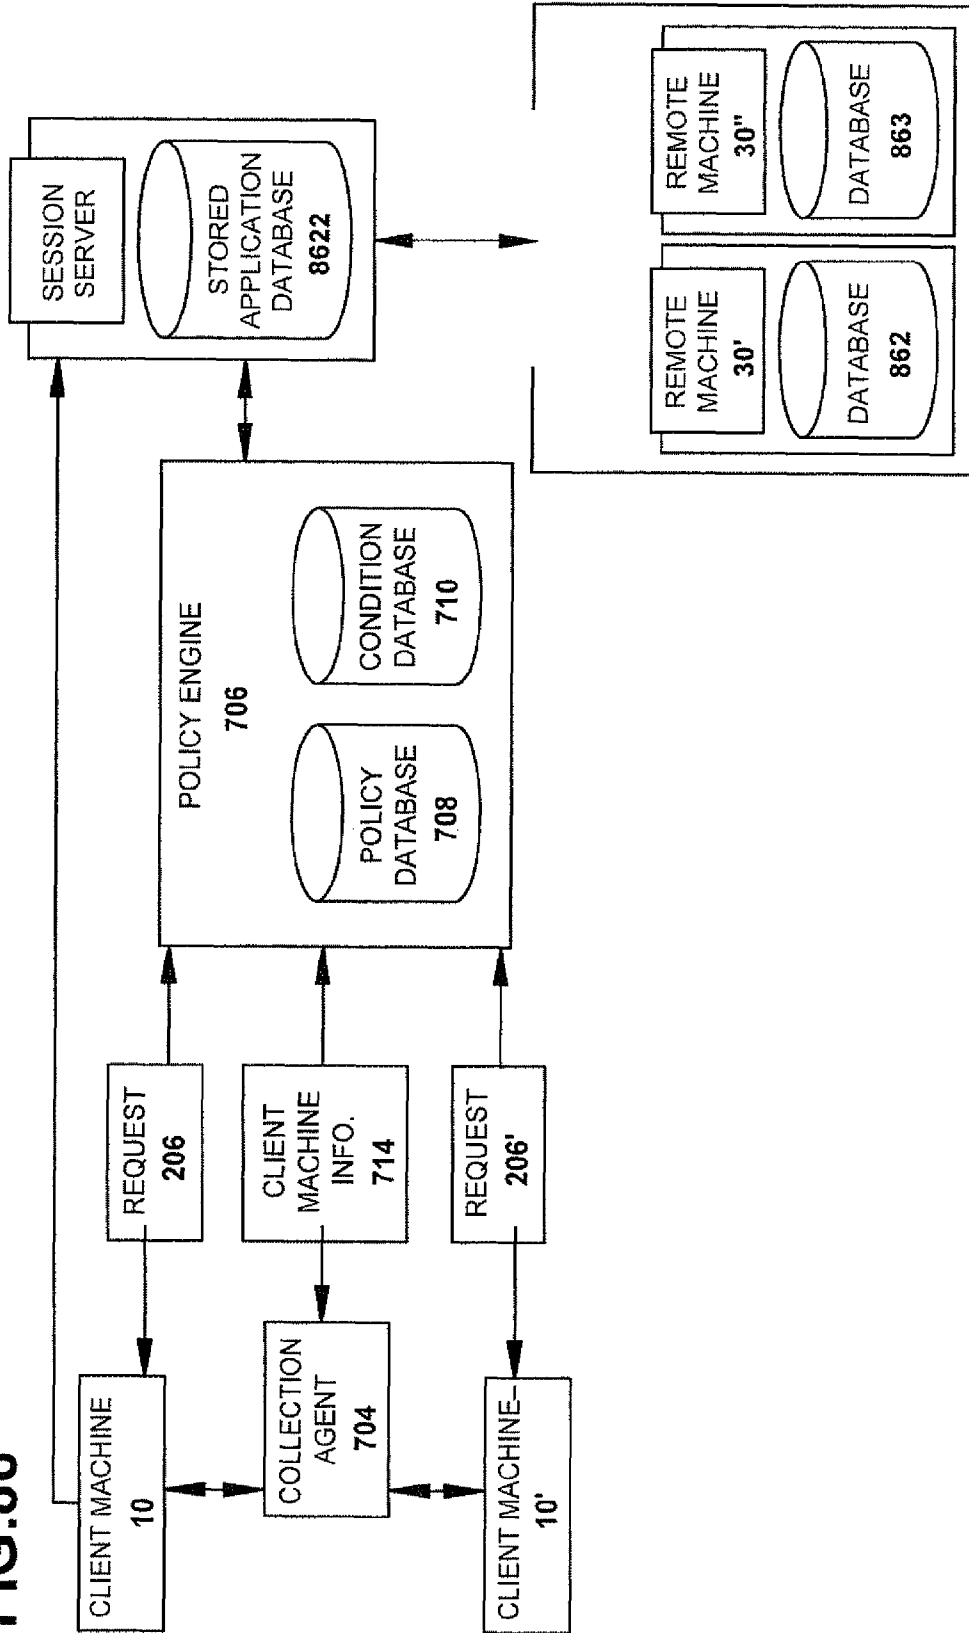 CLIENT MACHINE
10
REQUEST
206
COLLECTION
AGENT
704
CLIENT
MACHINE
INFO.
714
CLIENT MACHINE
10'
REQUEST
206'
POLICY ENGINE
706
POLICY
DATABASE
708
CONDITION
DATABASE
710
SESSION
SERVER
STORED
APPLICATION
DATABASE
8622
REMOTE
MACHINE
30'
DATABASE
862
REMOTE
MACHINE
30"
DATABASE
863